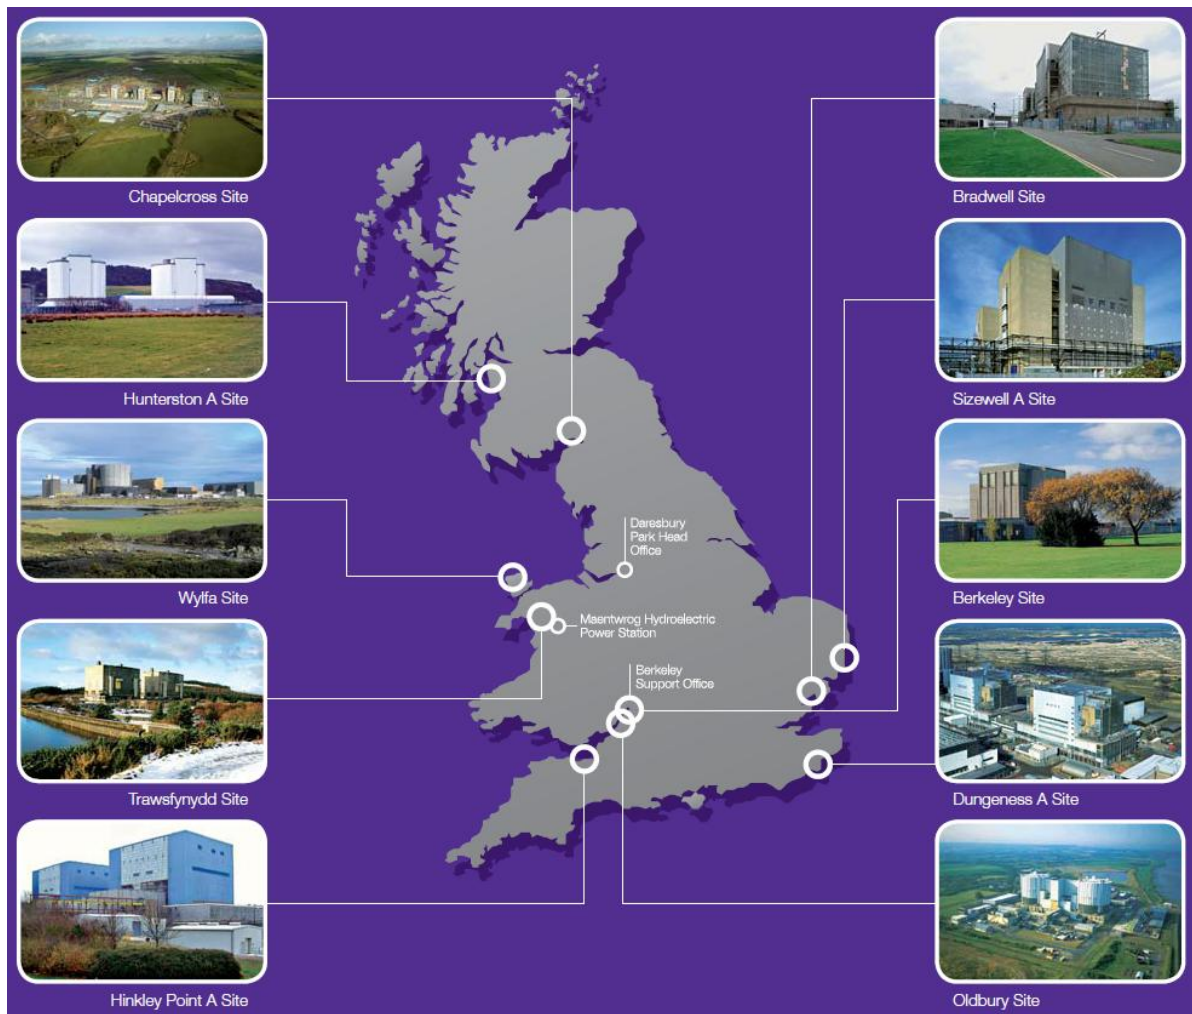 Chapelcross Site
Hunterston A Site
Wylfa Site
Trawsfynydd Site
Hinkley Point A Site
Daresbury
Park Head
Office
Maentwrog Hydroelectric
Power Station
Berkeley
Support Office
Bradwell Site
Sizewell A Site
Berkeley Site
Dungeness A Site
Oldbury Site